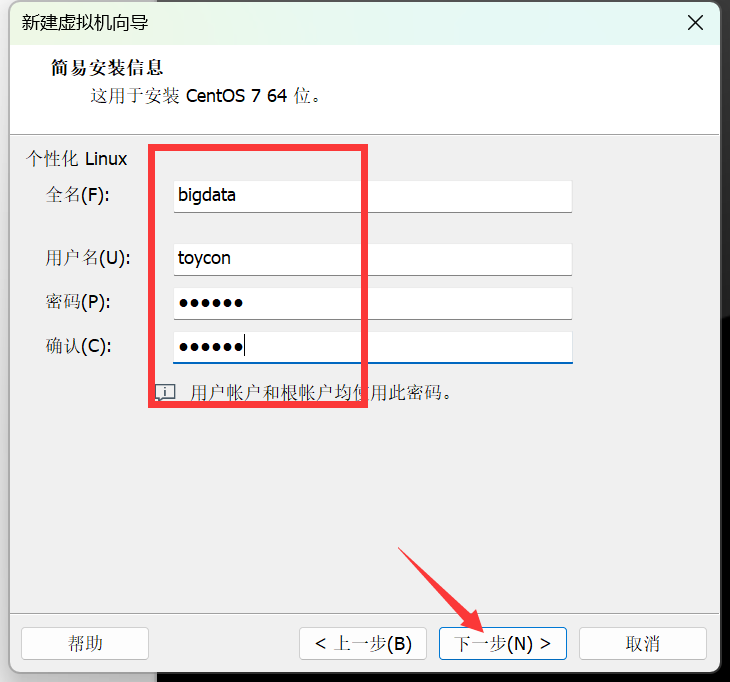 新建虚拟机向导
简易安装信息
这用于安装 CentOS 7 64 位。
个性化 Linux
全名(F): bigdata
用户名(U): toycon
密码(P): ●●●●●●
确认(C): ●●●●●●
用户帐户和根帐户均使用此密码。
帮助 < 上一步(B) 下一步(N) > 取消